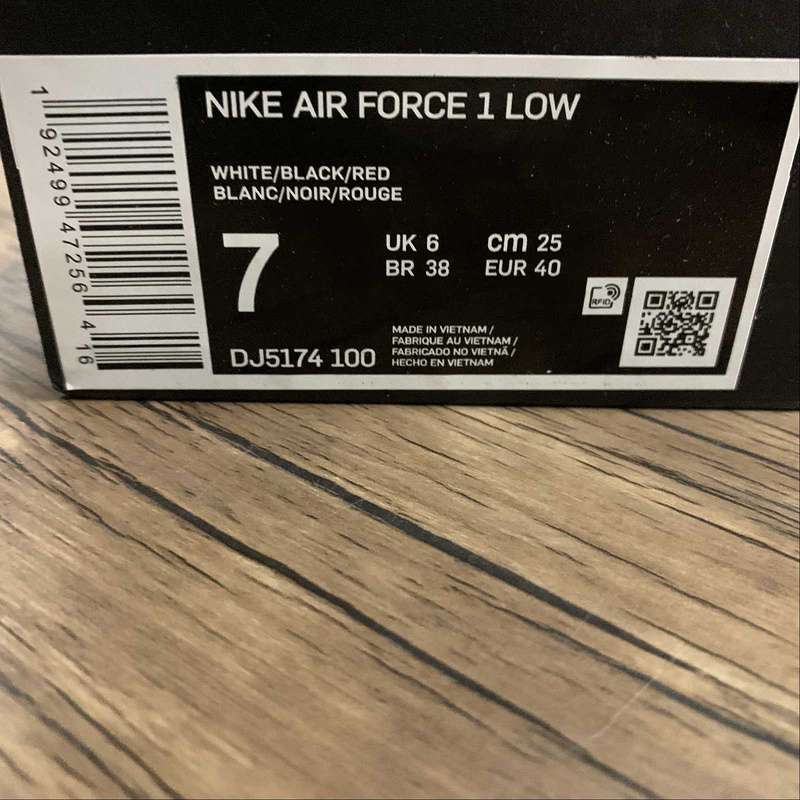 NIKE AIR FORCE 1 LOW
WHITE/BLACK/RED
BLANC/NOIR/ROUGE
7
UK 6 cm 25
BR 38 EUR 40
RFID
DJ5174 100
MADE IN VIETNAM /
FABRIQUE AU VIETNAM /
FABRICADO NO VIETNÃ /
HECHO EN VIETNAM
1 92499 47256 4 16